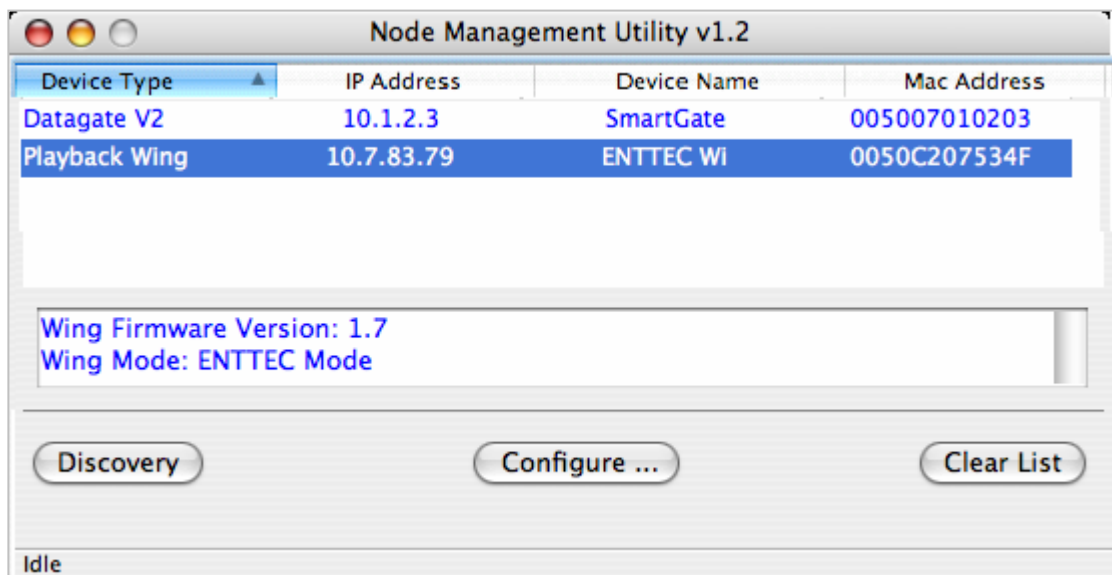 Node Management Utility v1.2
Device Type IP Address Device Name Mac Address
Datagate V2 10.1.2.3 SmartGate 005007010203
Playback Wing 10.7.83.79 ENTTEC Wi 0050C207534F
Wing Firmware Version: 1.7
Wing Mode: ENTTEC Mode
Discovery Configure ... Clear List
Idle